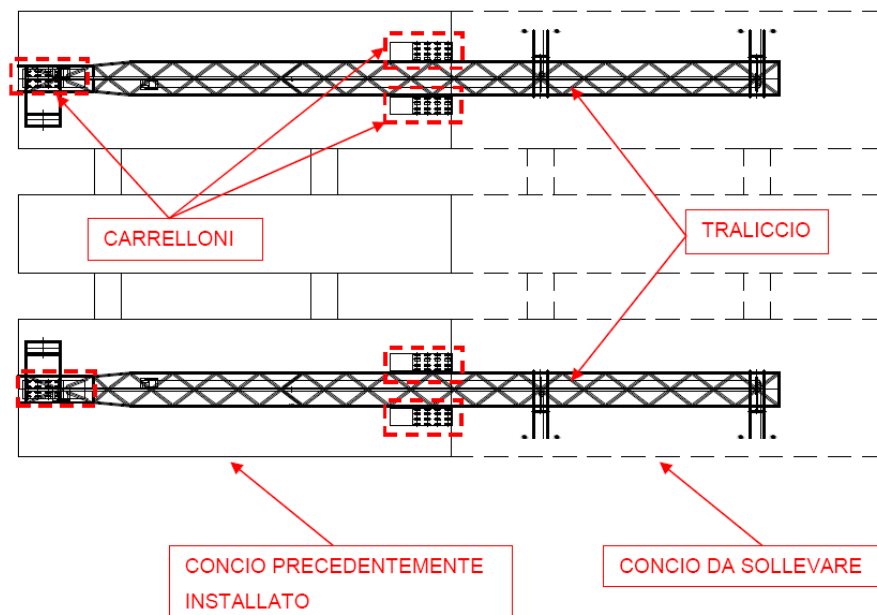 CARRELLONI
TRALICCIO
CONCIO PRECEDENTEMENTE
INSTALLATO
CONCIO DA SOLLEVARE